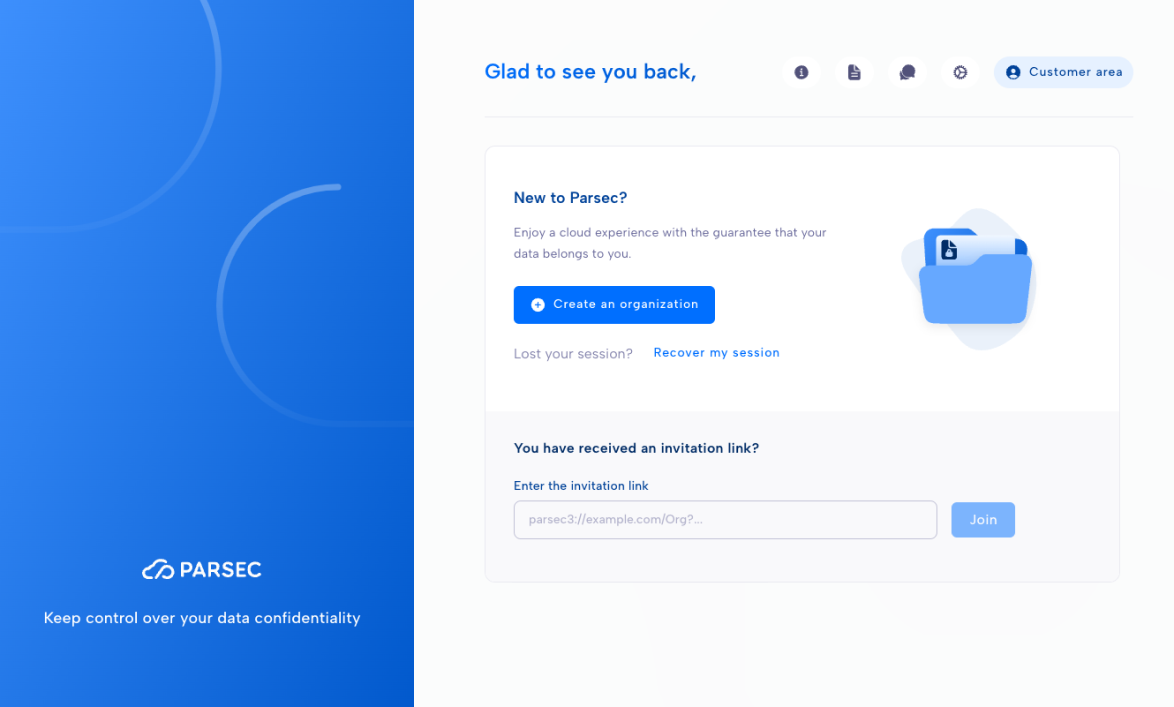 Glad to see you back,
Customer area
New to Parsec?
Enjoy a cloud experience with the guarantee that your
data belongs to you.
Create an organization
Lost your session? Recover my session
You have received an invitation link?
Enter the invitation link
parsec3://example.com/Org?...
Join
PARSEC
Keep control over your data confidentiality